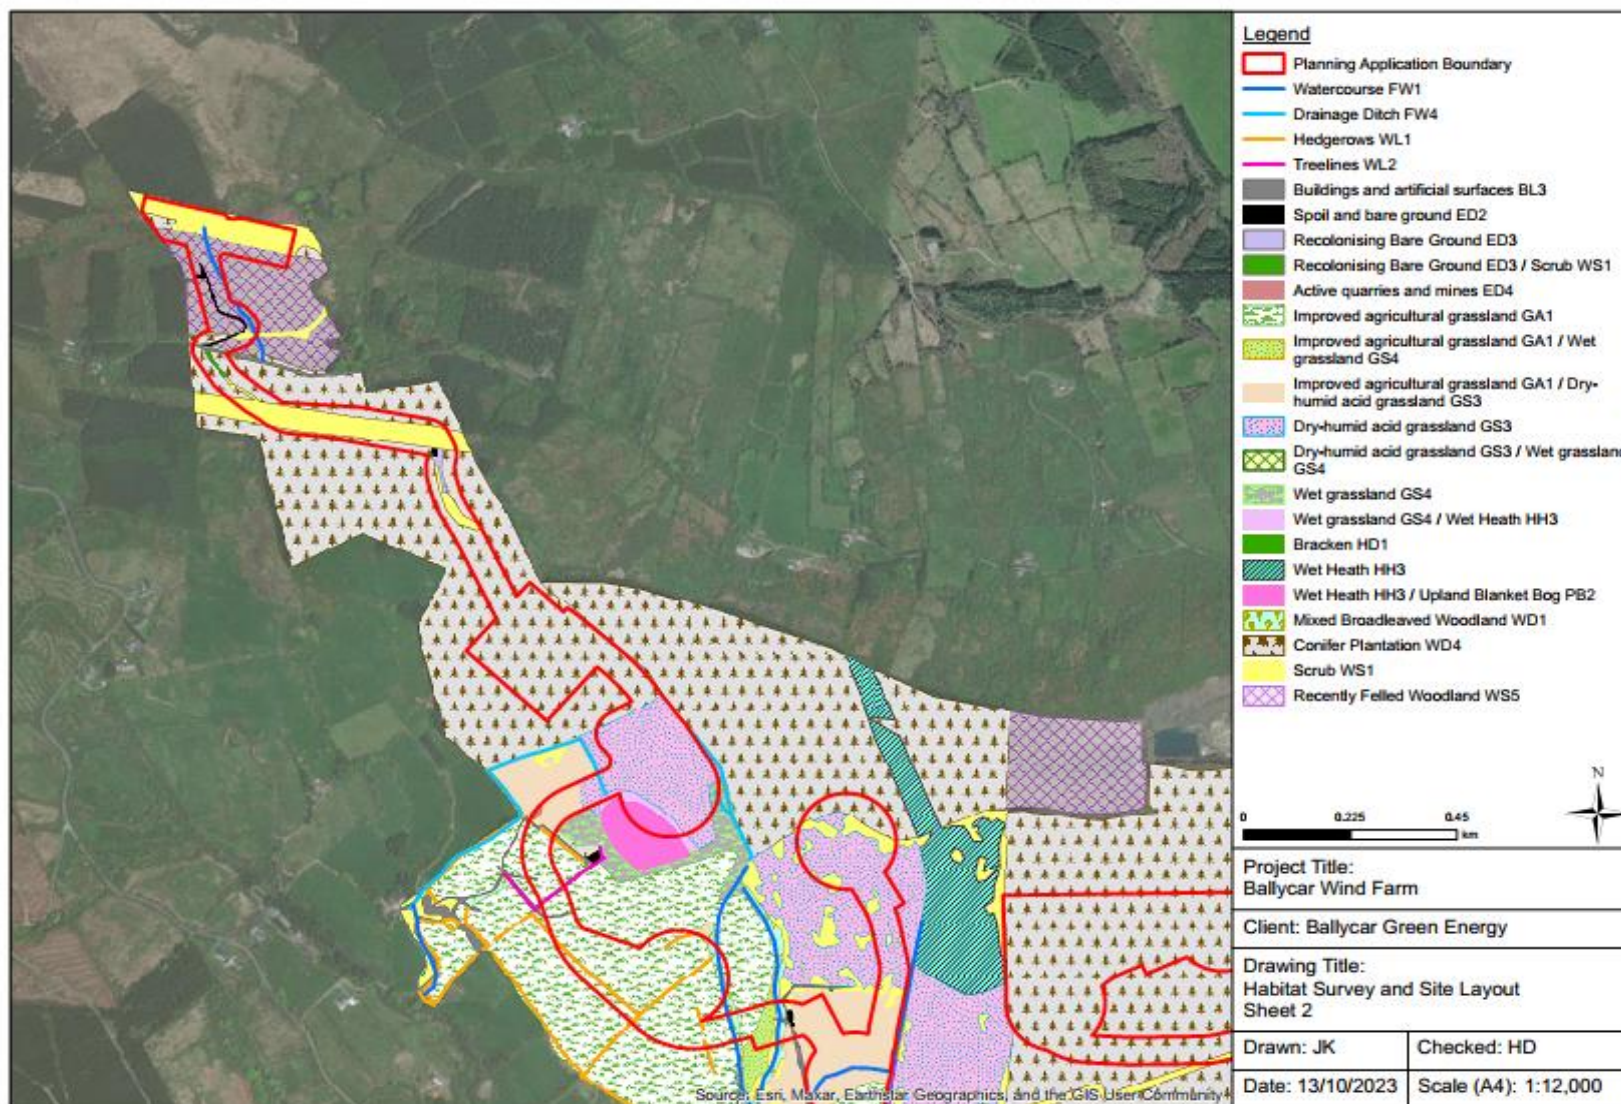 Legend
Planning Application Boundary
Watercourse FW1
Drainage Ditch FW4
Hedgerows WL1
Treelines WL2
Buildings and artificial surfaces BL3
Spoil and bare ground ED2
Recolonising Bare Ground ED3
Recolonising Bare Ground ED3 / Scrub WS1
Active quarries and mines ED4
Improved agricultural grassland GA1
Improved agricultural grassland GA1 / Wet
grassland GS4
Improved agricultural grassland GA1 / Dry-
humid acid grassland GS3
Dry-humid acid grassland GS3
Dry-humid acid grassland GS3 / Wet grassland
GS4
Wet grassland GS4
Wet grassland GS4 / Wet Heath HH3
Bracken HD1
Wet Heath HH3
Wet Heath HH3 / Upland Blanket Bog PB2
Mixed Broadleaved Woodland WD1
Conifer Plantation WD4
Scrub WS1
Recently Felled Woodland WS5
N
0 0.225 0.45
km
Project Title:
Ballycar Wind Farm
Client: Ballycar Green Energy
Drawing Title:
Habitat Survey and Site Layout
Sheet 2
Drawn: JK Checked: HD
Date: 13/10/2023 Scale (A4): 1:12,000
Source: Esri, Maxar, Earthstar Geographics, and the GIS User Community